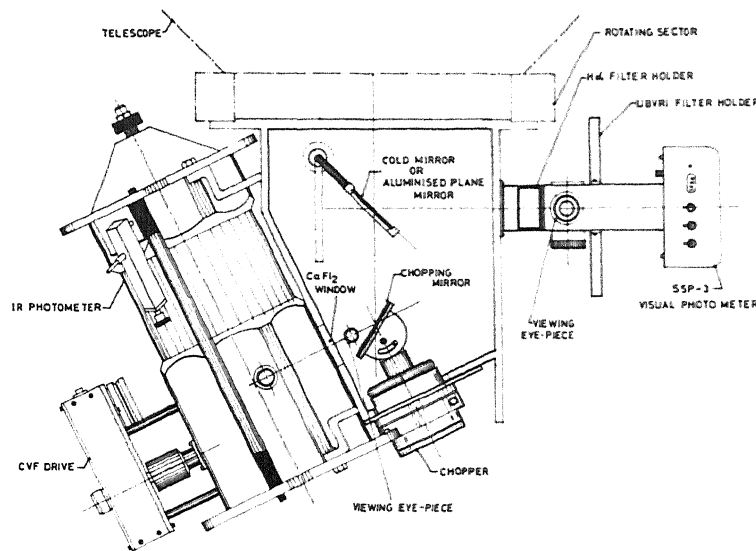 TELESCOPE
ROTATING SECTOR
Hα FILTER HOLDER
UBVRI FILTER HOLDER
COLD MIRROR
OR
ALUMINISED PLANE
MIRROR
CaFl2
WINDOW
CHOPPING
MIRROR
IR PHOTOMETER
SSP-3
VISUAL PHOTO METER
VIEWING
EYE-PIECE
CVF DRIVE
CHOPPER
VIEWING EYE-PIECE